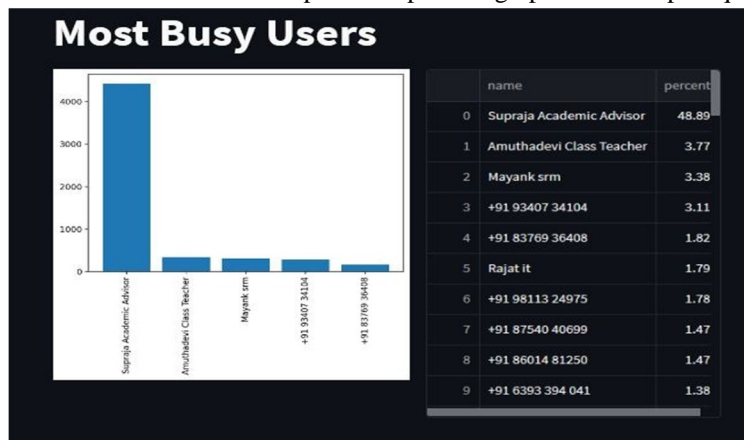 Most Busy Users
4000
3000
2000
1000
0
Supraja Academic Advisor
Amuthadevi Class Teacher
Mayank srm
+91 93407 34104
+91 83769 36408
name percent
0 Supraja Academic Advisor 48.89
1 Amuthadevi Class Teacher 3.77
2 Mayank srm 3.38
3 +91 93407 34104 3.11
4 +91 83769 36408 1.82
5 Rajat it 1.79
6 +91 98113 24975 1.78
7 +91 87540 40699 1.47
8 +91 86014 81250 1.47
9 +91 6393 394 041 1.38